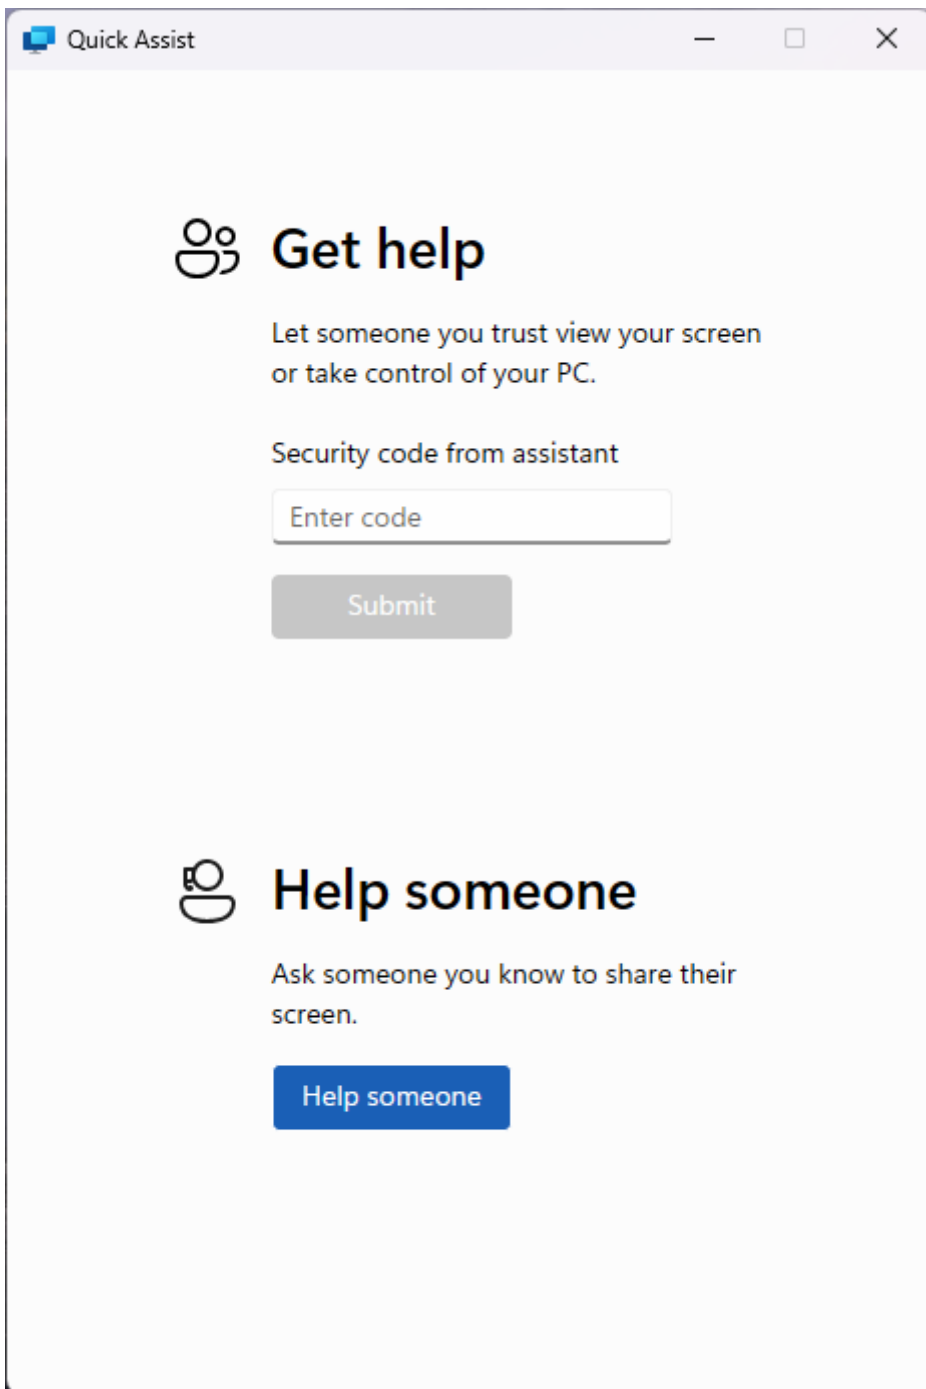 Quick Assist
Get help
Let someone you trust view your screen
or take control of your PC.
Security code from assistant
Enter code
Submit
Help someone
Ask someone you know to share their
screen.
Help someone